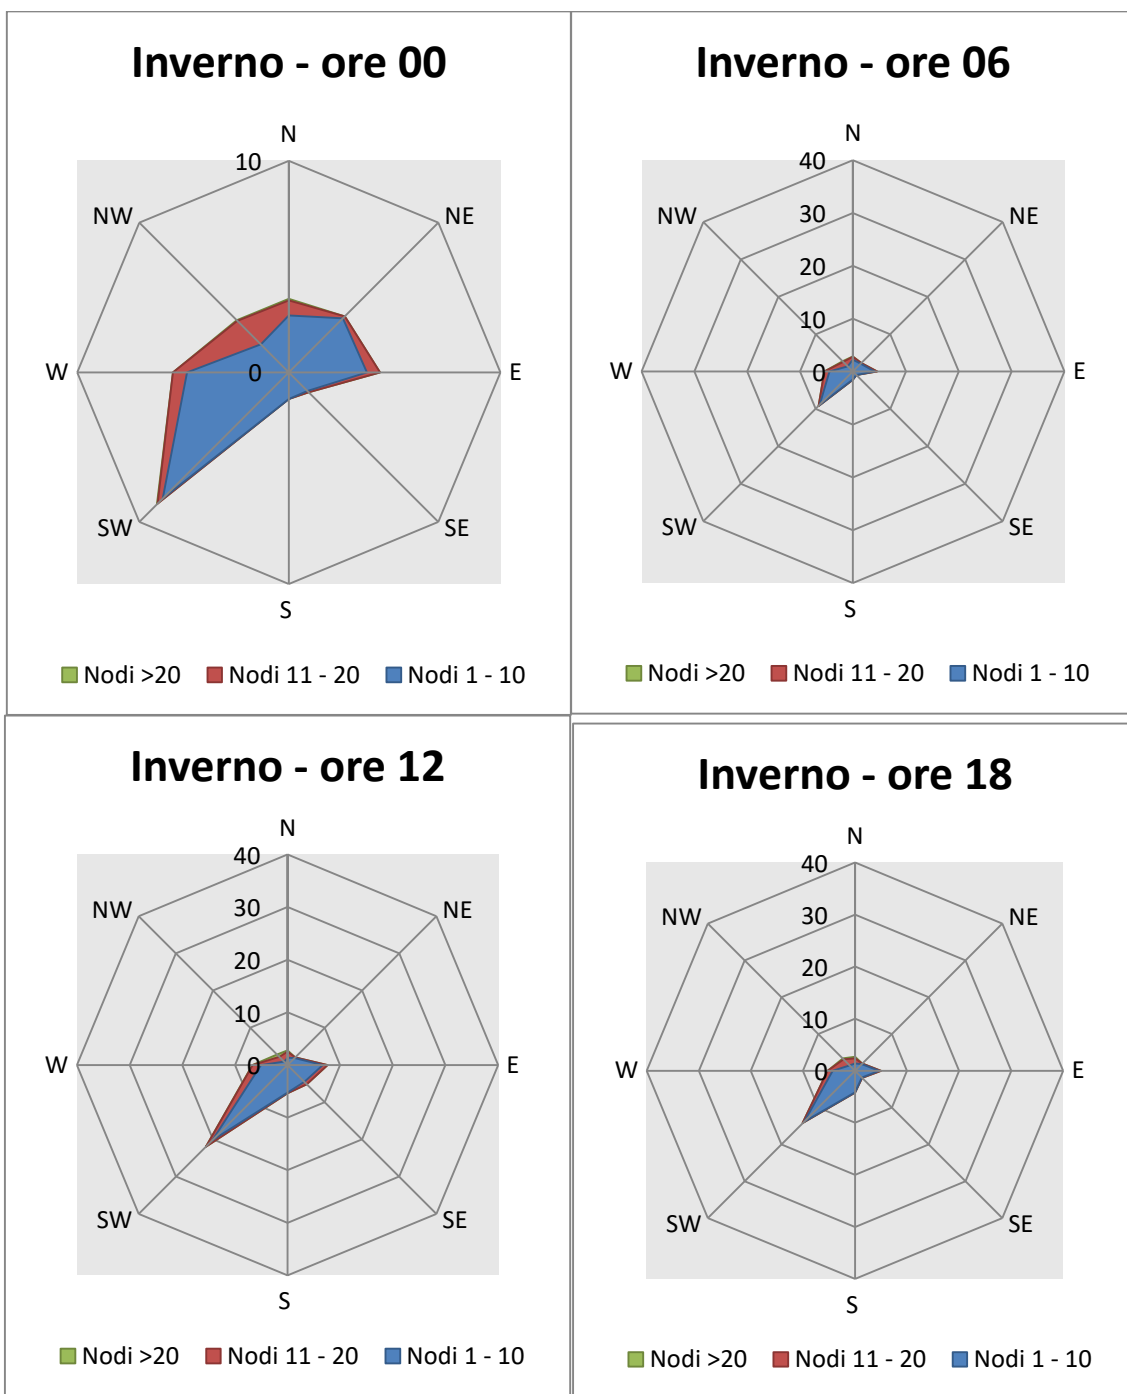 Inverno - ore 00
N
10
NW
NE
W
0
E
SW
SE
S
Nodi >20 Nodi 11 - 20 Nodi 1 - 10
Inverno - ore 06
N
40
NW
NE
30
20
10
W
0
E
SW
SE
S
Nodi >20 Nodi 11 - 20 Nodi 1 - 10
Inverno - ore 12
N
40
NW
NE
30
20
10
W
0
E
SW
SE
S
Nodi >20 Nodi 11 - 20 Nodi 1 - 10
Inverno - ore 18
N
40
NW
NE
30
20
10
W
0
E
SW
SE
S
Nodi >20 Nodi 11 - 20 Nodi 1 - 10